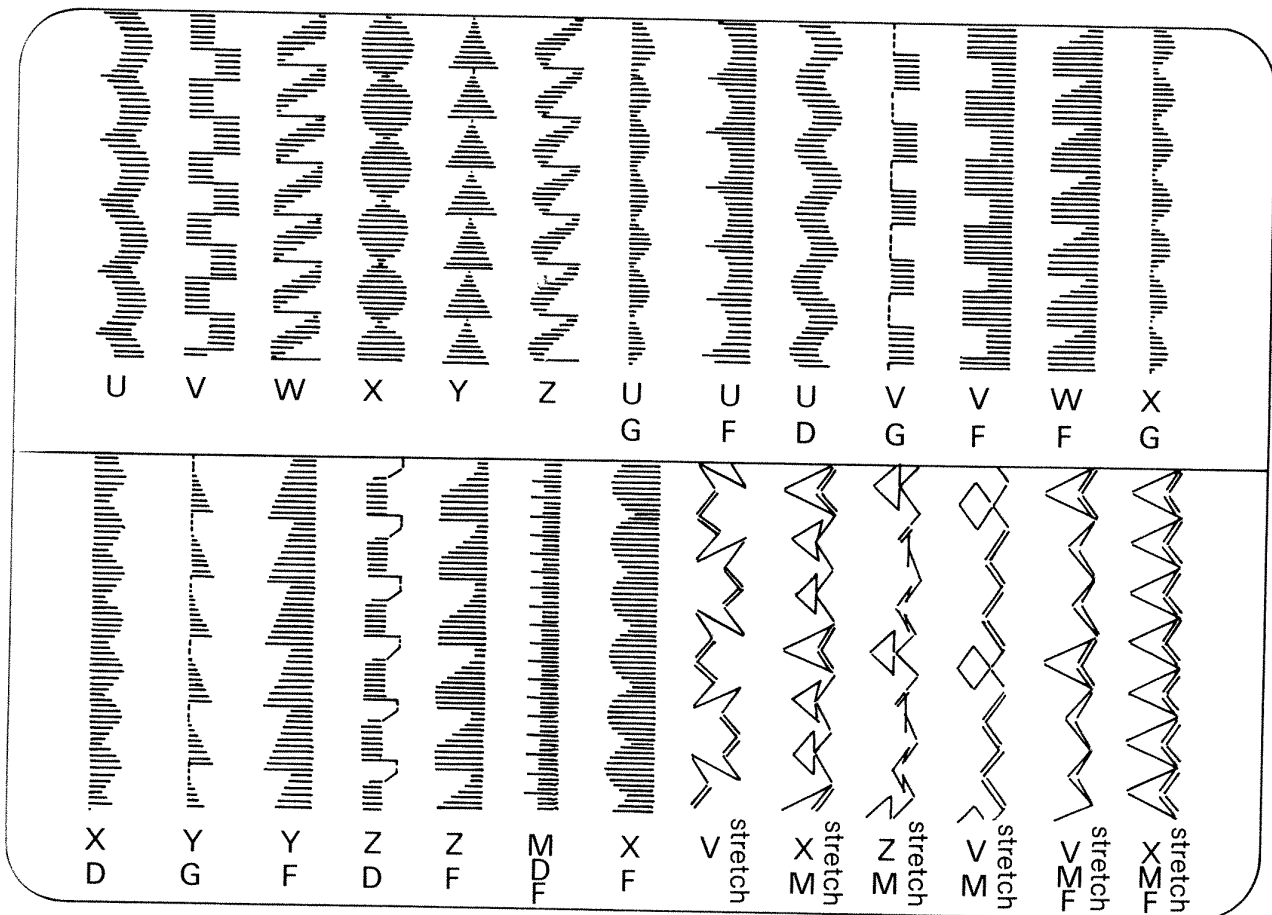 U V W X Y Z U U U V V W X
G F D G F F G
X Y Y Z Z M X V stretch X stretch Z stretch V stretch V stretch X stretch
D G F D F D F M M M M M
F F F